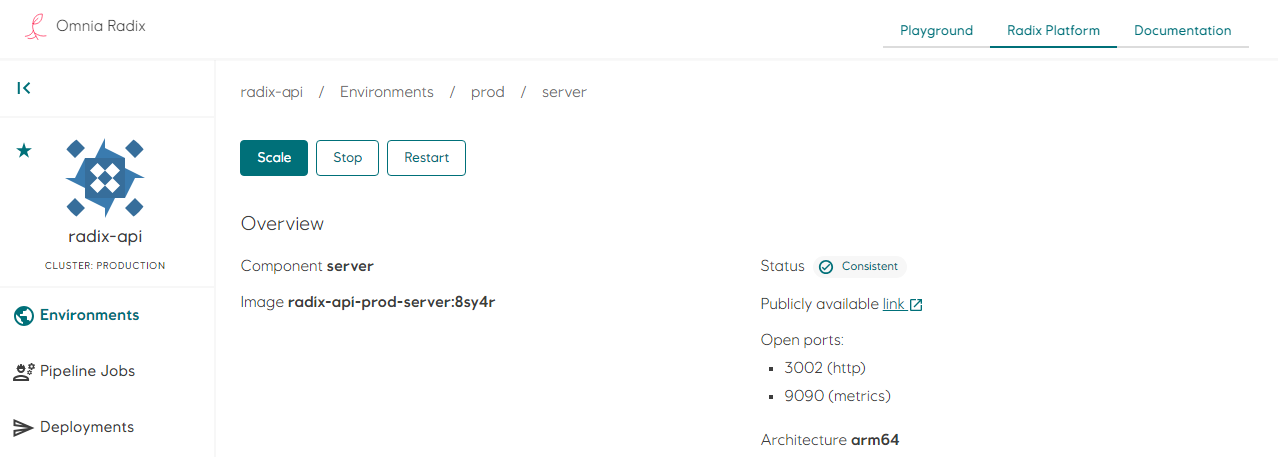 Omnia Radix
Playground
Radix Platform
Documentation
radix-api / Environments / prod / server
Scale
Stop
Restart
radix-api
CLUSTER: PRODUCTION
Environments
Pipeline Jobs
Deployments
Overview
Component server
Image radix-api-prod-server:8sy4r
Status Consistent
Publicly available link
Open ports:
3002 (http)
9090 (metrics)
Architecture arm64